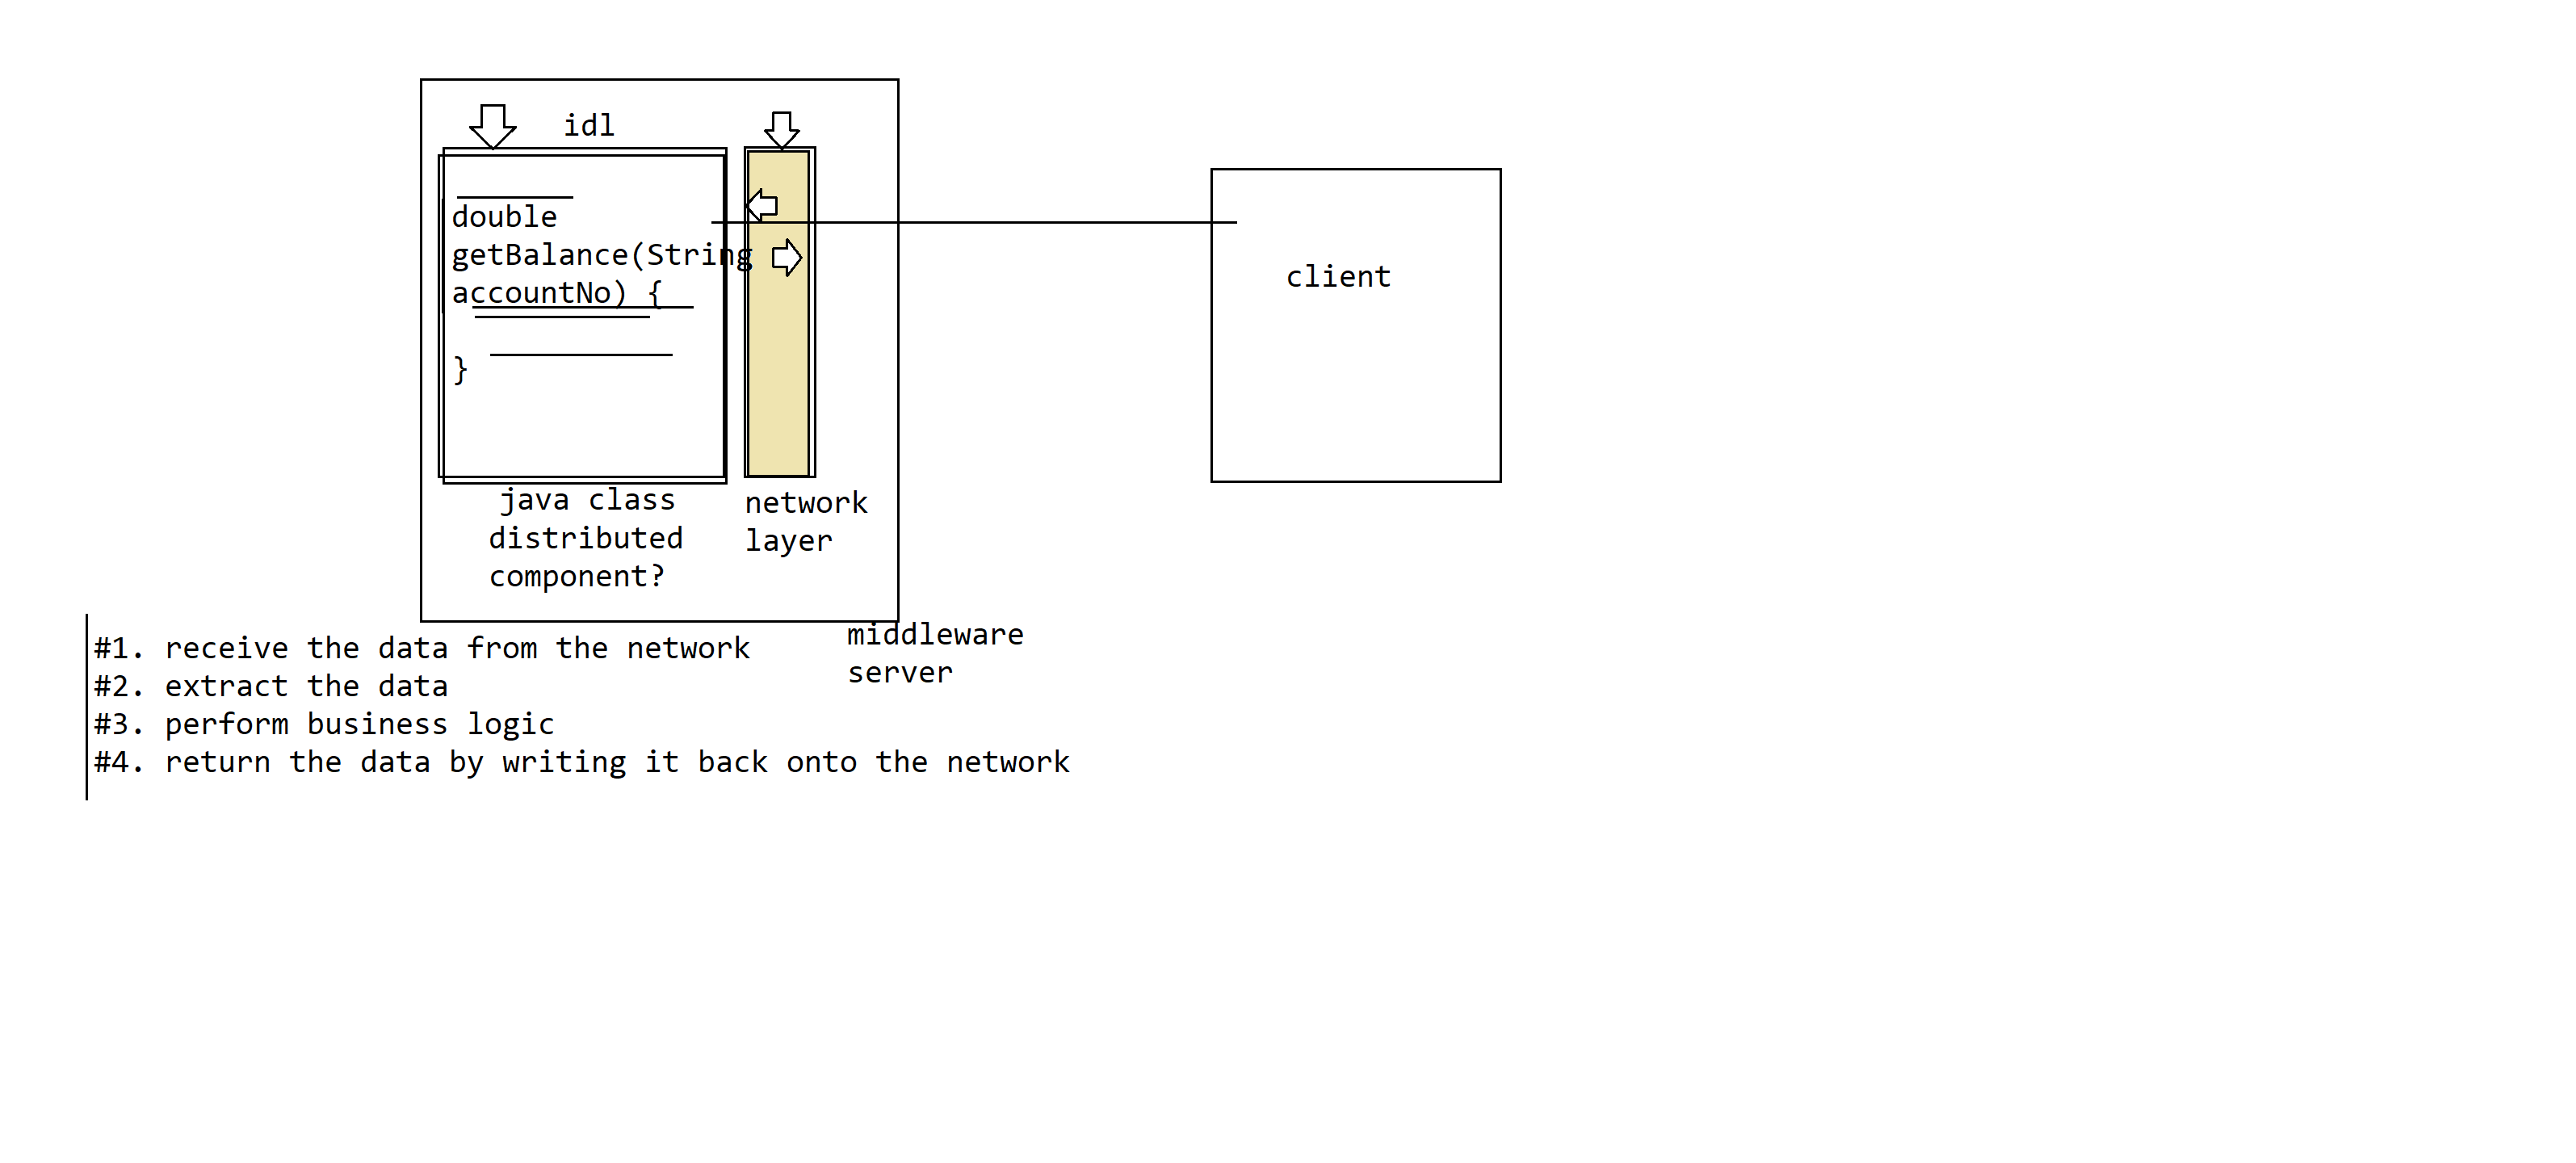 idl
double
getBalance(String
accountNo) {
}
java class
distributed
component?
network
layer
client
middleware
server
#1. receive the data from the network
#2. extract the data
#3. perform business logic
#4. return the data by writing it back onto the network